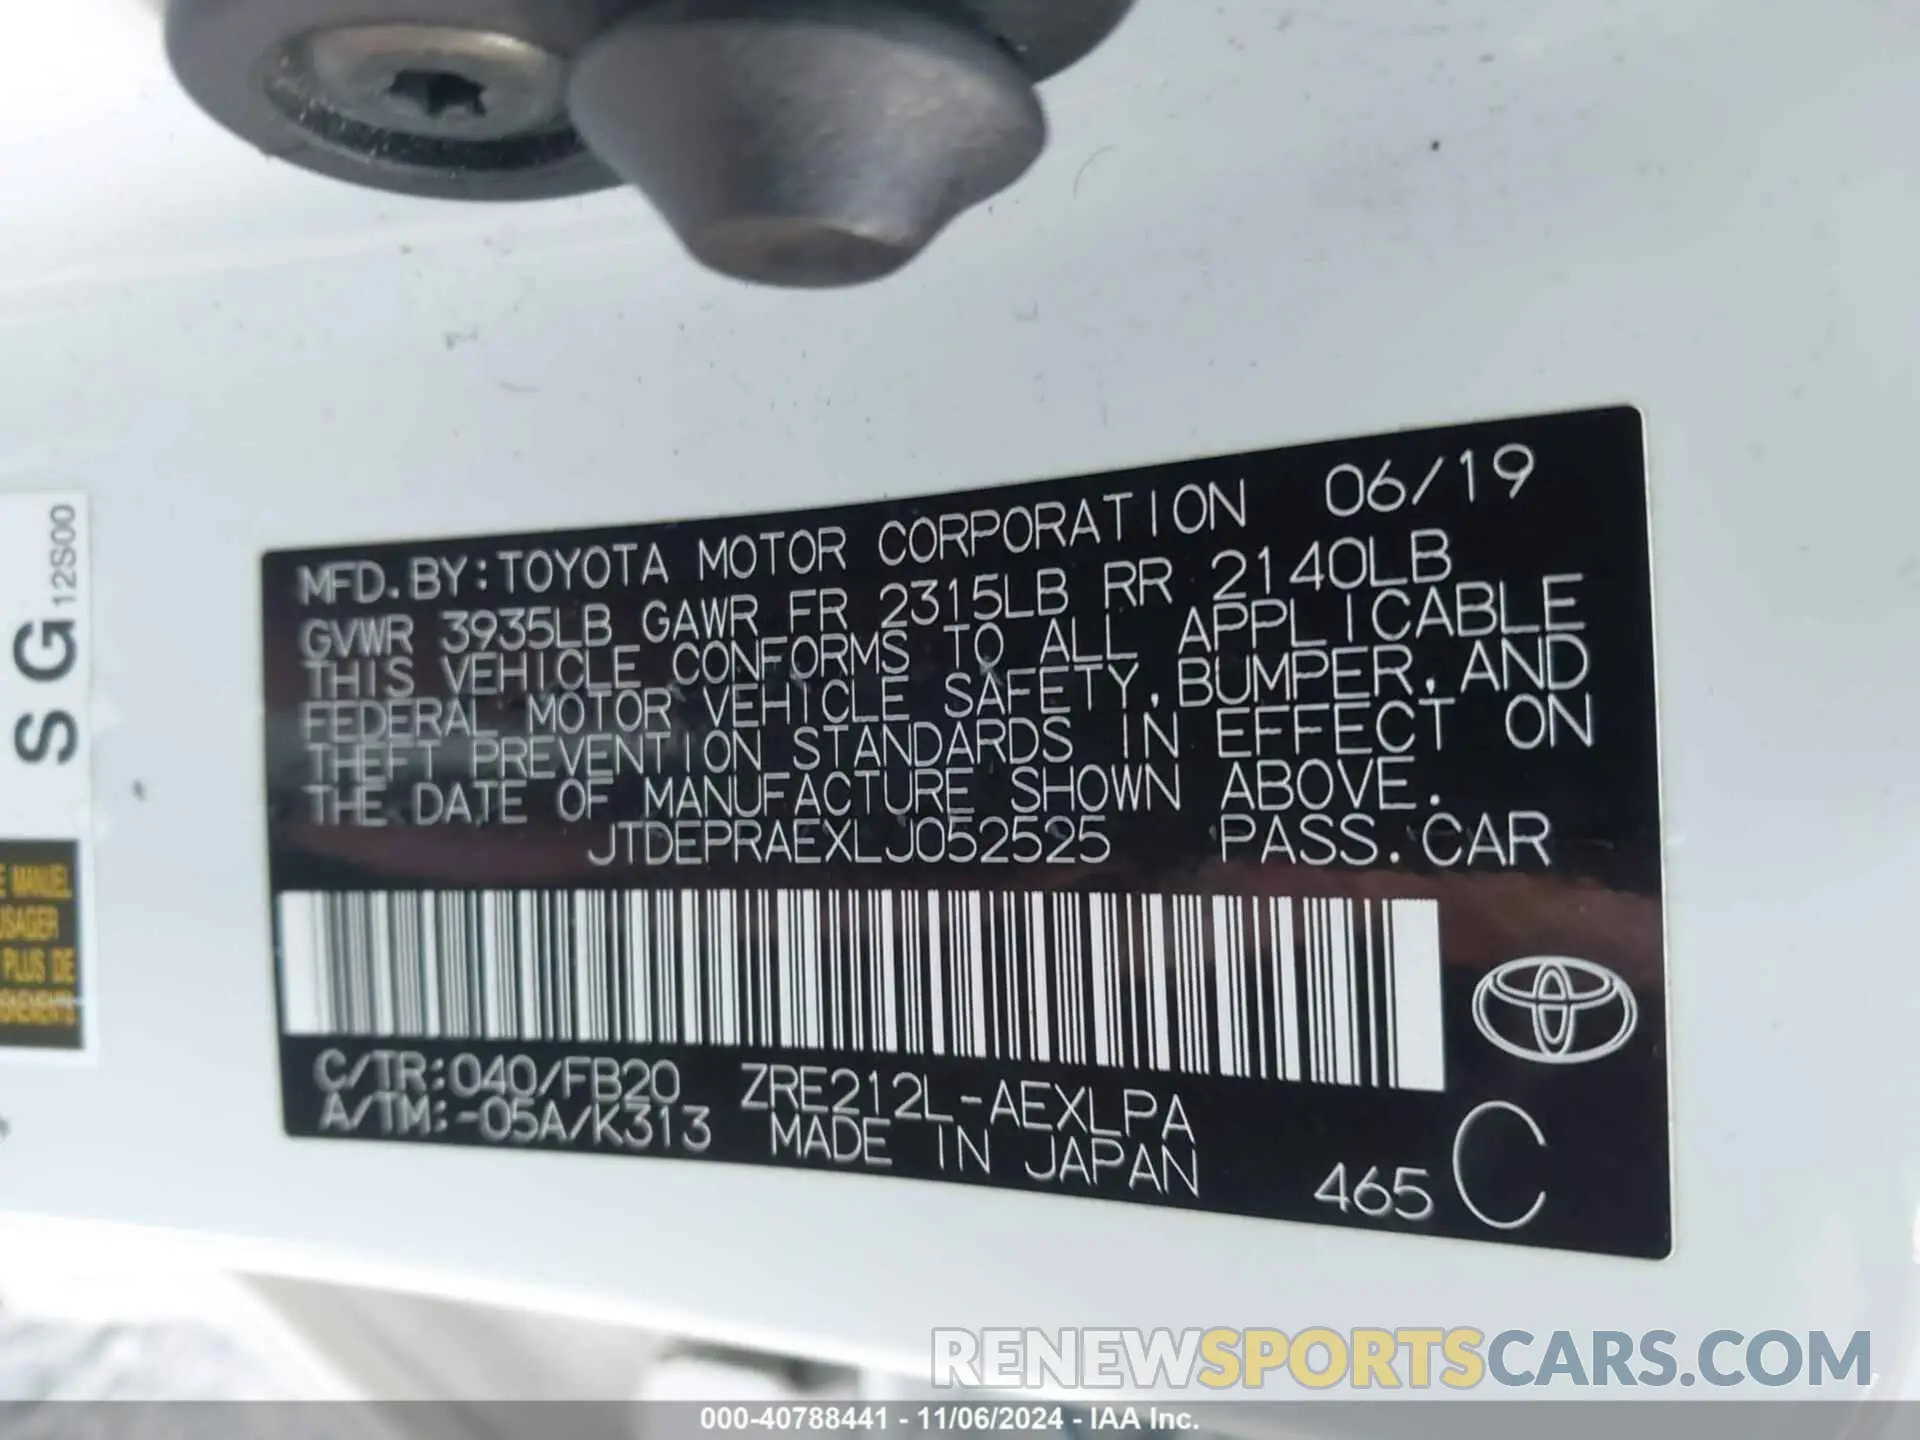 MFD.BY:TOYOTA MOTOR CORPORATION 06/19
GVWR 3935LB GAWR FR 2315LB RR 2140LB
THIS VEHICLE CONFORMS TO ALL APPLICABLE
FEDERAL MOTOR VEHICLE SAFETY,BUMPER,AND
THEFT PREVENTION STANDARDS IN EFFECT ON
THE DATE OF MANUFACTURE SHOWN ABOVE.
JTDEPRAEXLJ052525 PASS.CAR
C/TR:040/FB20 ZRE212L-AEXLPA
A/TM:-05A/K313 MADE IN JAPAN
465 C
S G 12S00
E MANUEL
PLUS DE
RENEWSPORTSCARS.COM
000-40788441 - 11/06/2024 - IAA Inc.